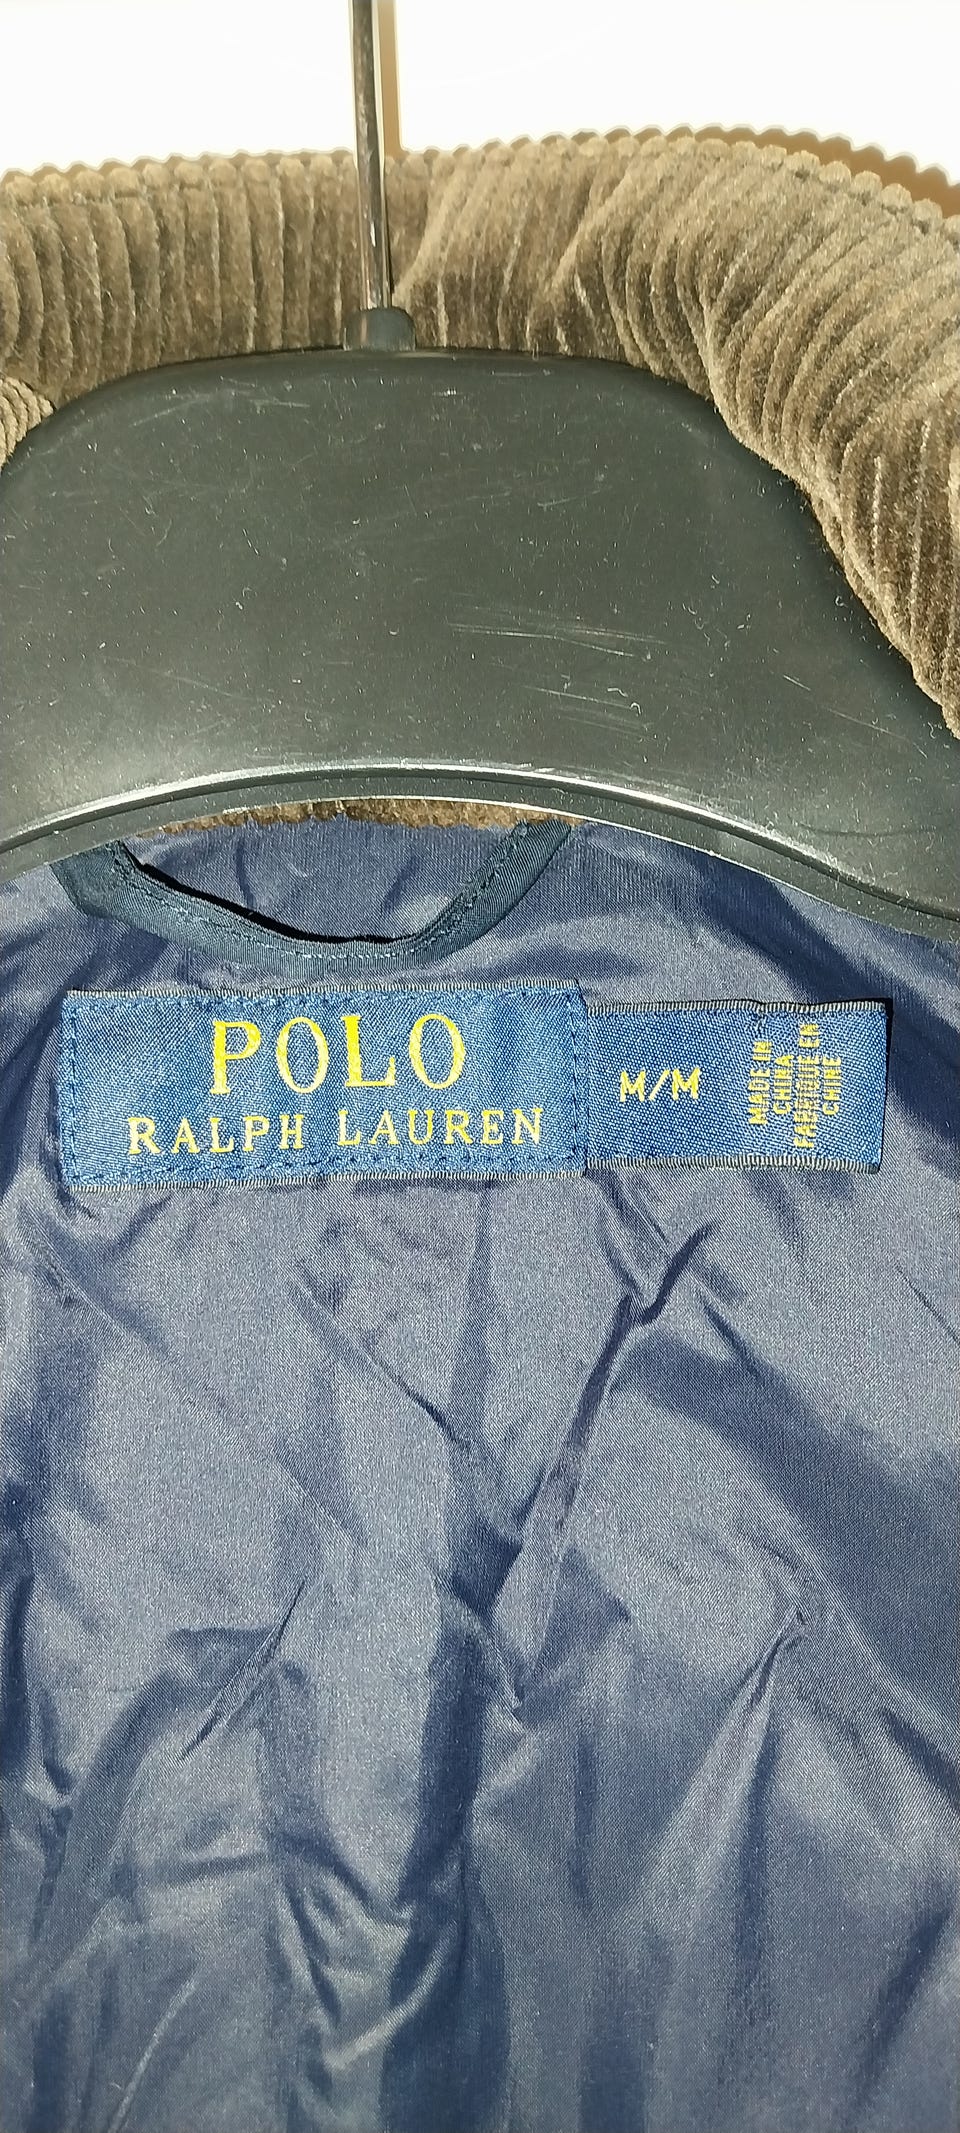 POLO
RALPH LAUREN
M/M
MADE IN
CHINA
FABRIQUE EN
CHINE